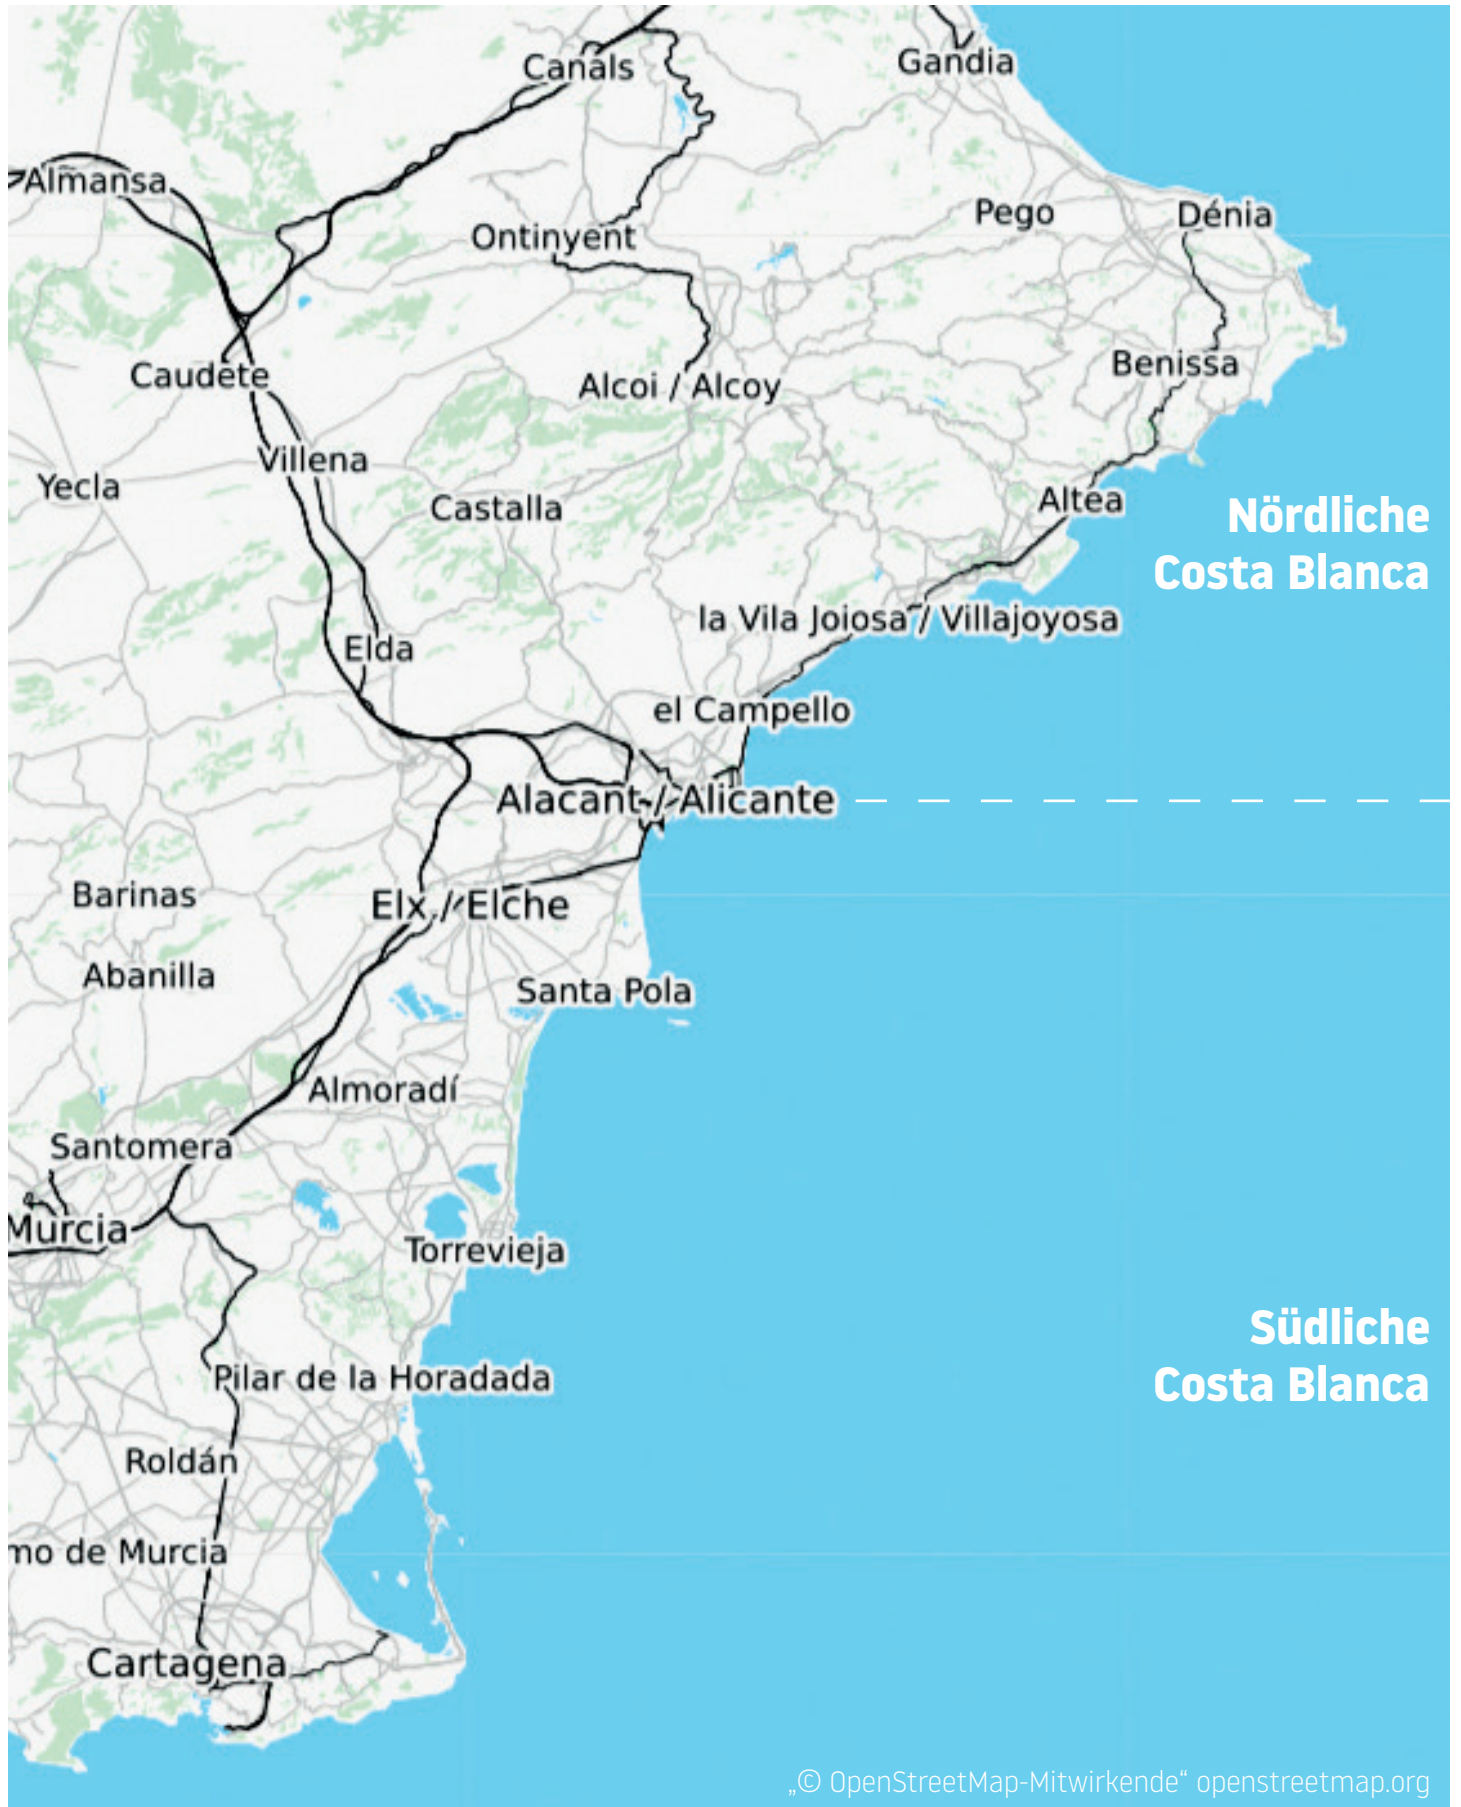 Canals
Gandia
Almansa
Pego
Dénia
Ontinyent
Benissa
Caudete
Alcoi / Alcoy
Villena
Yecla
Castalla
Altea
Nördliche
Costa Blanca
la Vila Joiosa / Villajoyosa
Elda
el Campello
Alacant / Alicante
Barinas
Elx / Elche
Abanilla
Santa Pola
Almoradí
Santomera
Murcia
Torrevieja
Südliche
Costa Blanca
Pilar de la Horadada
Roldán
mo de Murcia
Cartagena
„© OpenStreetMap-Mitwirkende“ openstreetmap.org